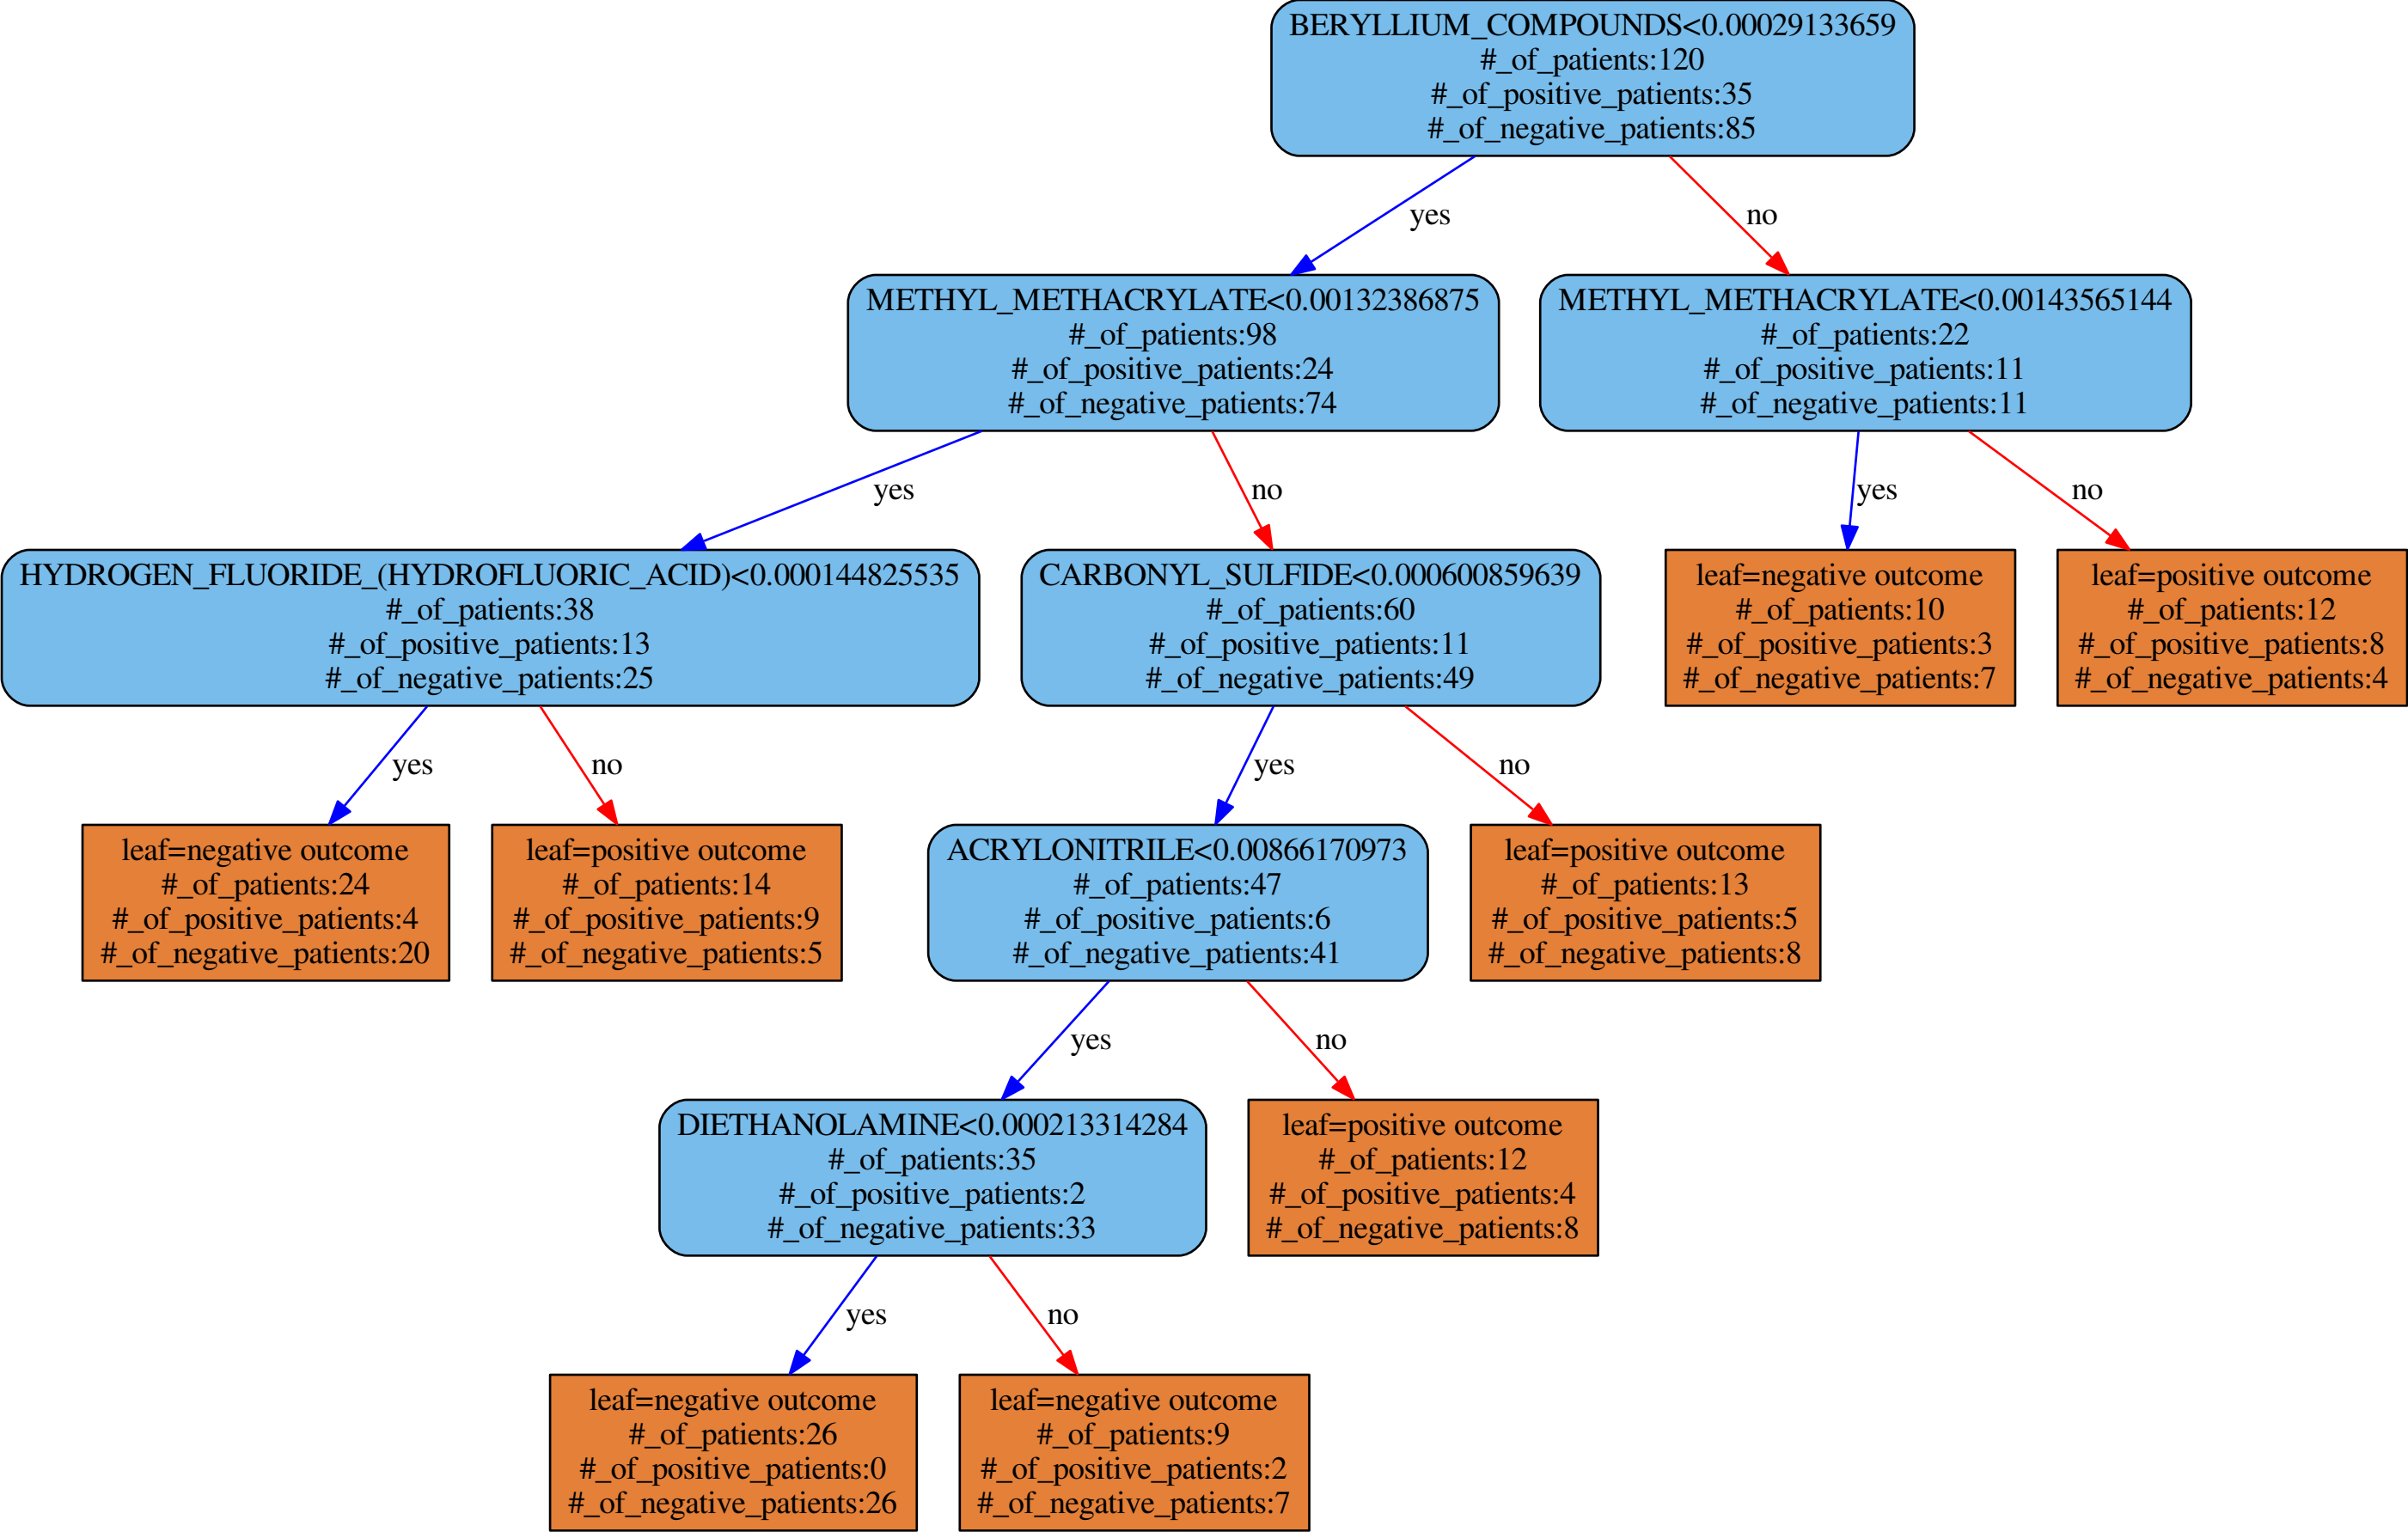 BERYLLIUM_COMPOUNDS<0.00029133659
#_of_patients:120
#_of_positive_patients:35
#_of_negative_patients:85
yes
no
METHYL_METHACRYLATE<0.00132386875
#_of_patients:98
#_of_positive_patients:24
#_of_negative_patients:74
METHYL_METHACRYLATE<0.00143565144
#_of_patients:22
#_of_positive_patients:11
#_of_negative_patients:11
yes
no
yes
no
HYDROGEN_FLUORIDE_(HYDROFLUORIC_ACID)<0.000144825535
#_of_patients:38
#_of_positive_patients:13
#_of_negative_patients:25
CARBONYL_SULFIDE<0.000600859639
#_of_patients:60
#_of_positive_patients:11
#_of_negative_patients:49
leaf=negative outcome
#_of_patients:10
#_of_positive_patients:3
#_of_negative_patients:7
leaf=positive outcome
#_of_patients:12
#_of_positive_patients:8
#_of_negative_patients:4
yes
no
yes
no
leaf=negative outcome
#_of_patients:24
#_of_positive_patients:4
#_of_negative_patients:20
leaf=positive outcome
#_of_patients:14
#_of_positive_patients:9
#_of_negative_patients:5
ACRYLONITRILE<0.00866170973
#_of_patients:47
#_of_positive_patients:6
#_of_negative_patients:41
leaf=positive outcome
#_of_patients:13
#_of_positive_patients:5
#_of_negative_patients:8
yes
no
DIETHANOLAMINE<0.000213314284
#_of_patients:35
#_of_positive_patients:2
#_of_negative_patients:33
leaf=positive outcome
#_of_patients:12
#_of_positive_patients:4
#_of_negative_patients:8
yes
no
leaf=negative outcome
#_of_patients:26
#_of_positive_patients:0
#_of_negative_patients:26
leaf=negative outcome
#_of_patients:9
#_of_positive_patients:2
#_of_negative_patients:7